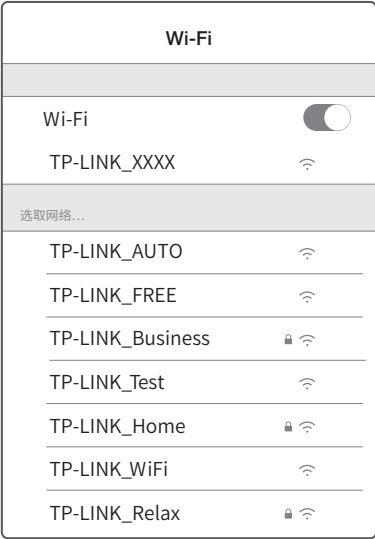 Wi-Fi
Wi-Fi
TP-LINK_XXXX
选取网络...
TP-LINK_AUTO
TP-LINK_FREE
TP-LINK_Business
TP-LINK_Test
TP-LINK_Home
TP-LINK_WiFi
TP-LINK_Relax